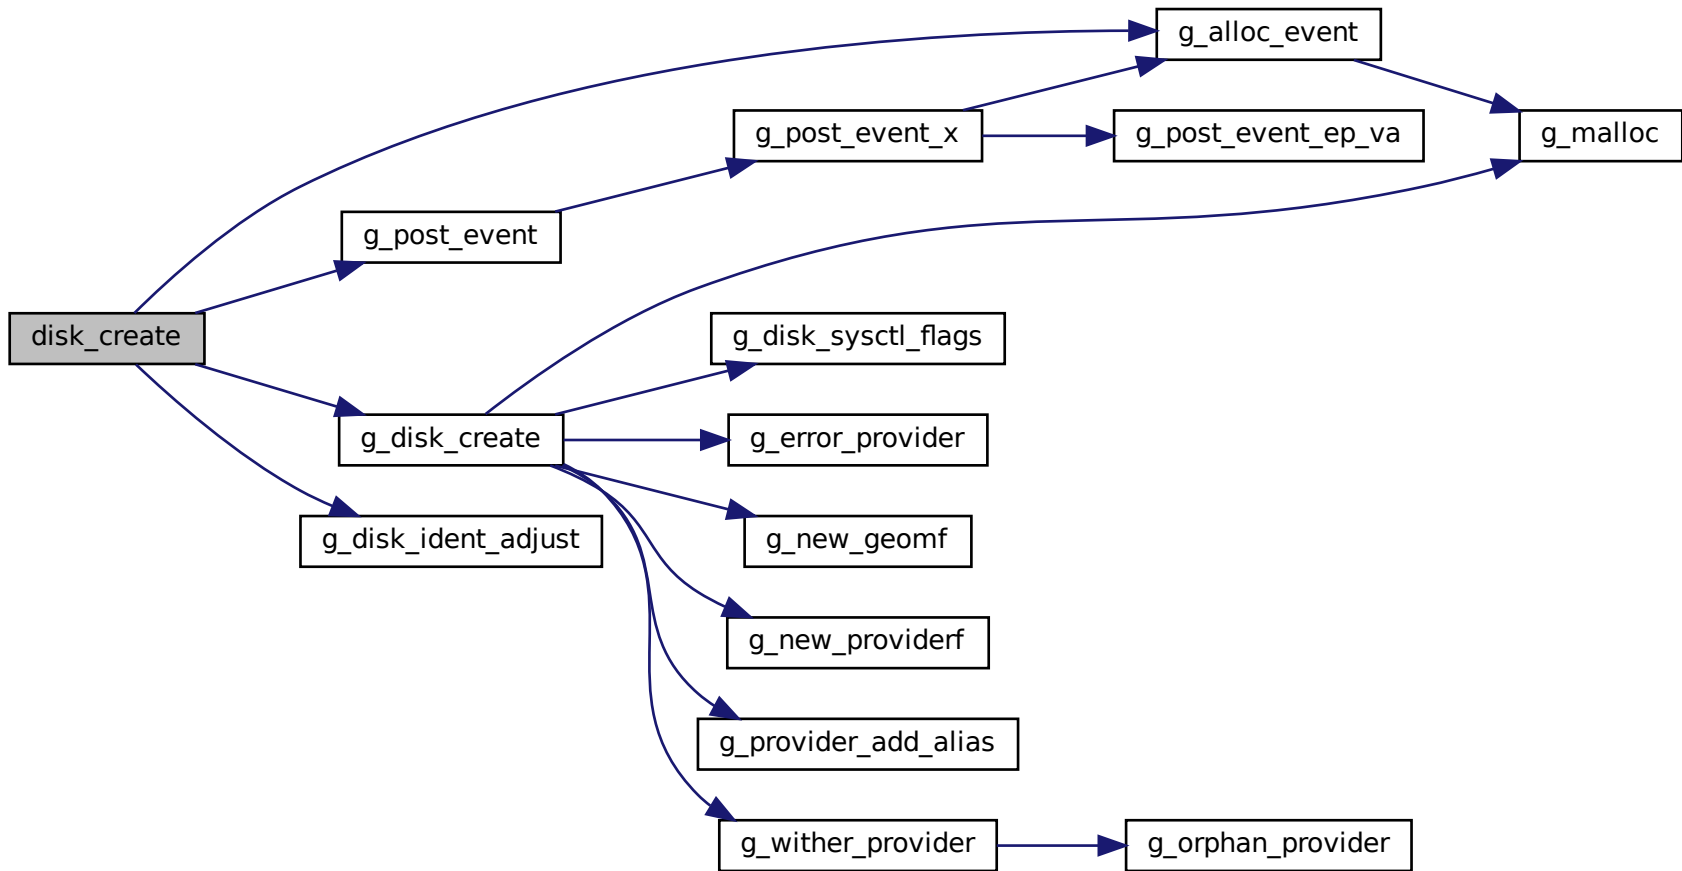 g_alloc_event
g_post_event_x
g_post_event_ep_va
g_malloc
g_post_event
disk_create
g_disk_sysctl_flags
g_disk_create
g_error_provider
g_disk_ident_adjust
g_new_geomf
g_new_providerf
g_provider_add_alias
g_wither_provider
g_orphan_provider